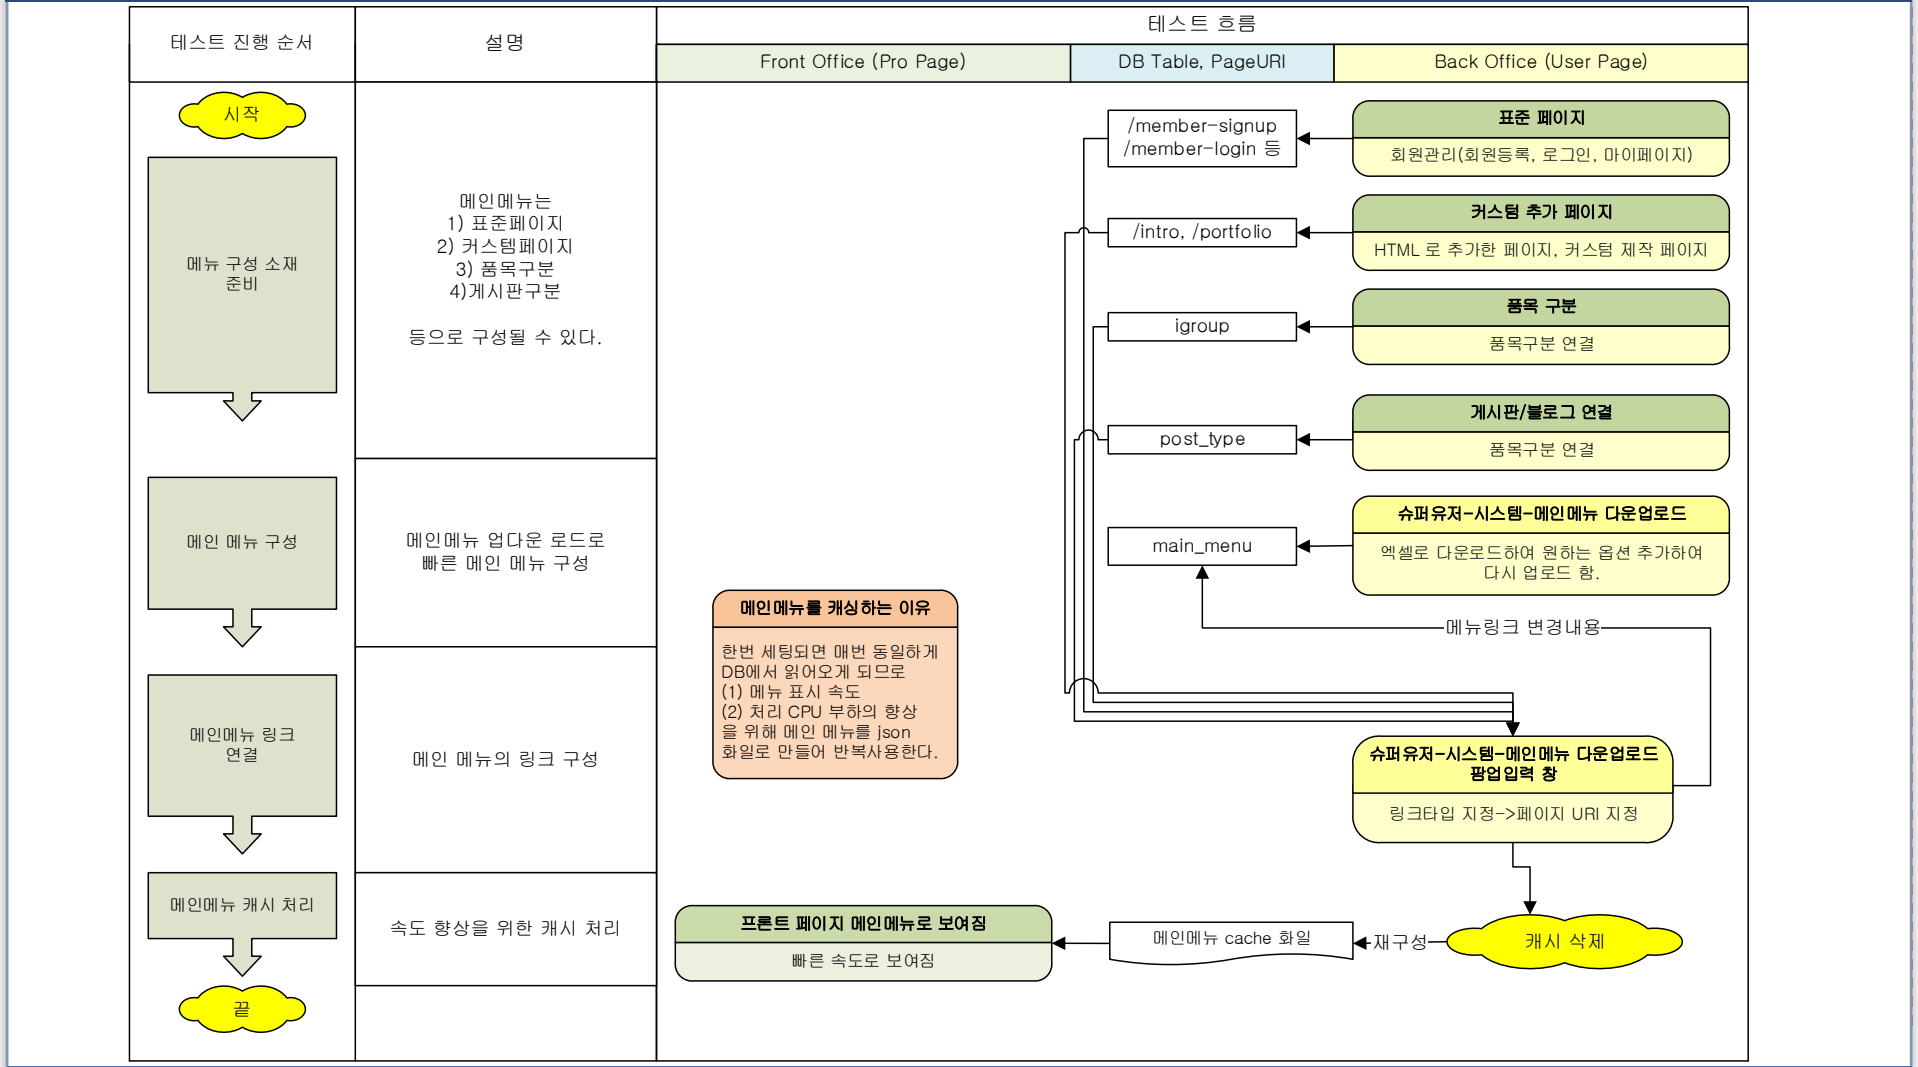 테스트 진행 순서
설명
테스트 흐름
Front Office (Pro Page)
DB Table, PageURI
Back Office (User Page)
시작
메뉴 구성 소재
준비
메인메뉴는
1) 표준페이지
2) 커스템페이지
3) 품목구분
4)게시판구분
등으로 구성될 수 있다.
/member-signup
/member-login 등
표준 페이지
회원관리(회원등록, 로그인, 마이페이지)
/intro, /portfolio
커스텀 추가 페이지
HTML 로 추가한 페이지, 커스텀 제작 페이지
igroup
품목 구분
품목구분 연결
post_type
게시판/블로그 연결
품목구분 연결
메인 메뉴 구성
메인메뉴 업다운 로드로
빠른 메인 메뉴 구성
main_menu
슈퍼유저-시스템-메인메뉴 다운업로드
엑셀로 다운로드하여 원하는 옵션 추가하여
다시 업로드 함.
메뉴링크 변경내용
메인메뉴를 캐싱하는 이유
한번 세팅되면 매번 동일하게
DB에서 읽어오게 되므로
(1) 메뉴 표시 속도
(2) 처리 CPU 부하의 향상
을 위해 메인 메뉴를 json
화일로 만들어 반복사용한다.
메인메뉴 링크
연결
메인 메뉴의 링크 구성
슈퍼유저-시스템-메인메뉴 다운업로드
팜업입력 창
링크타입 지정->페이지 URI 지정
메인메뉴 캐시 처리
속도 향상을 위한 캐시 처리
프론트 페이지 메인메뉴로 보여짐
빠른 속도로 보여짐
메인메뉴 cache 화일
재구성
캐시 삭제
끝